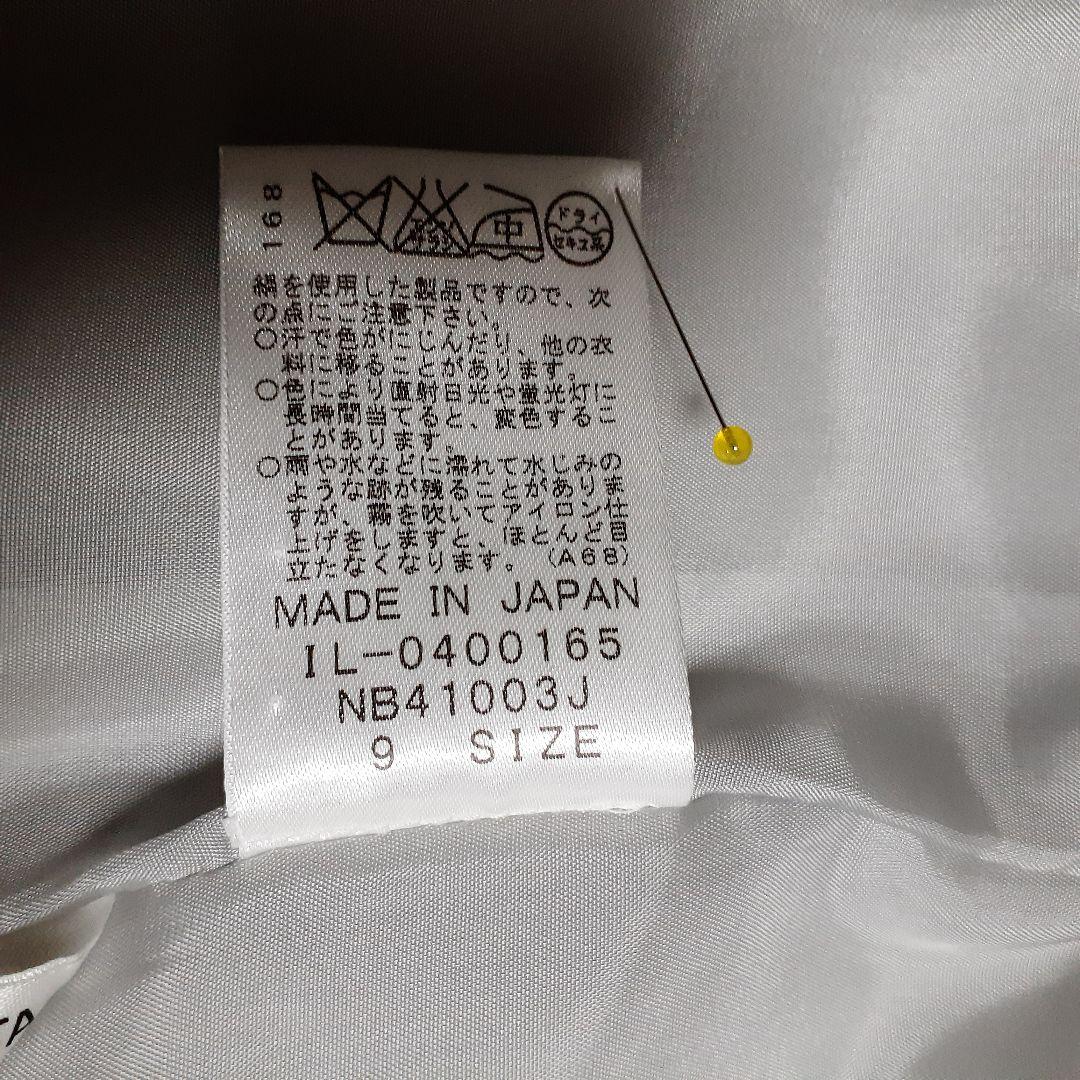 168
エンソサラシ
中
ドライ
セキユ系
絹を使用した製品ですので、次
の点にご注意下さい。
○汗で色がにじんだり、他の衣
料に移ることがあります。
○色により直射日光や蛍光灯に
長時間当てると、変色するこ
とがあります。
○雨や水などに濡れて水じみの
ような跡が残ることがありま
すが、霧を吹いてアイロン仕
上げをしますと、ほとんど目
立たなくなります。(A68)
MADE IN JAPAN
IL-0400165
NB41003J
9 SIZE